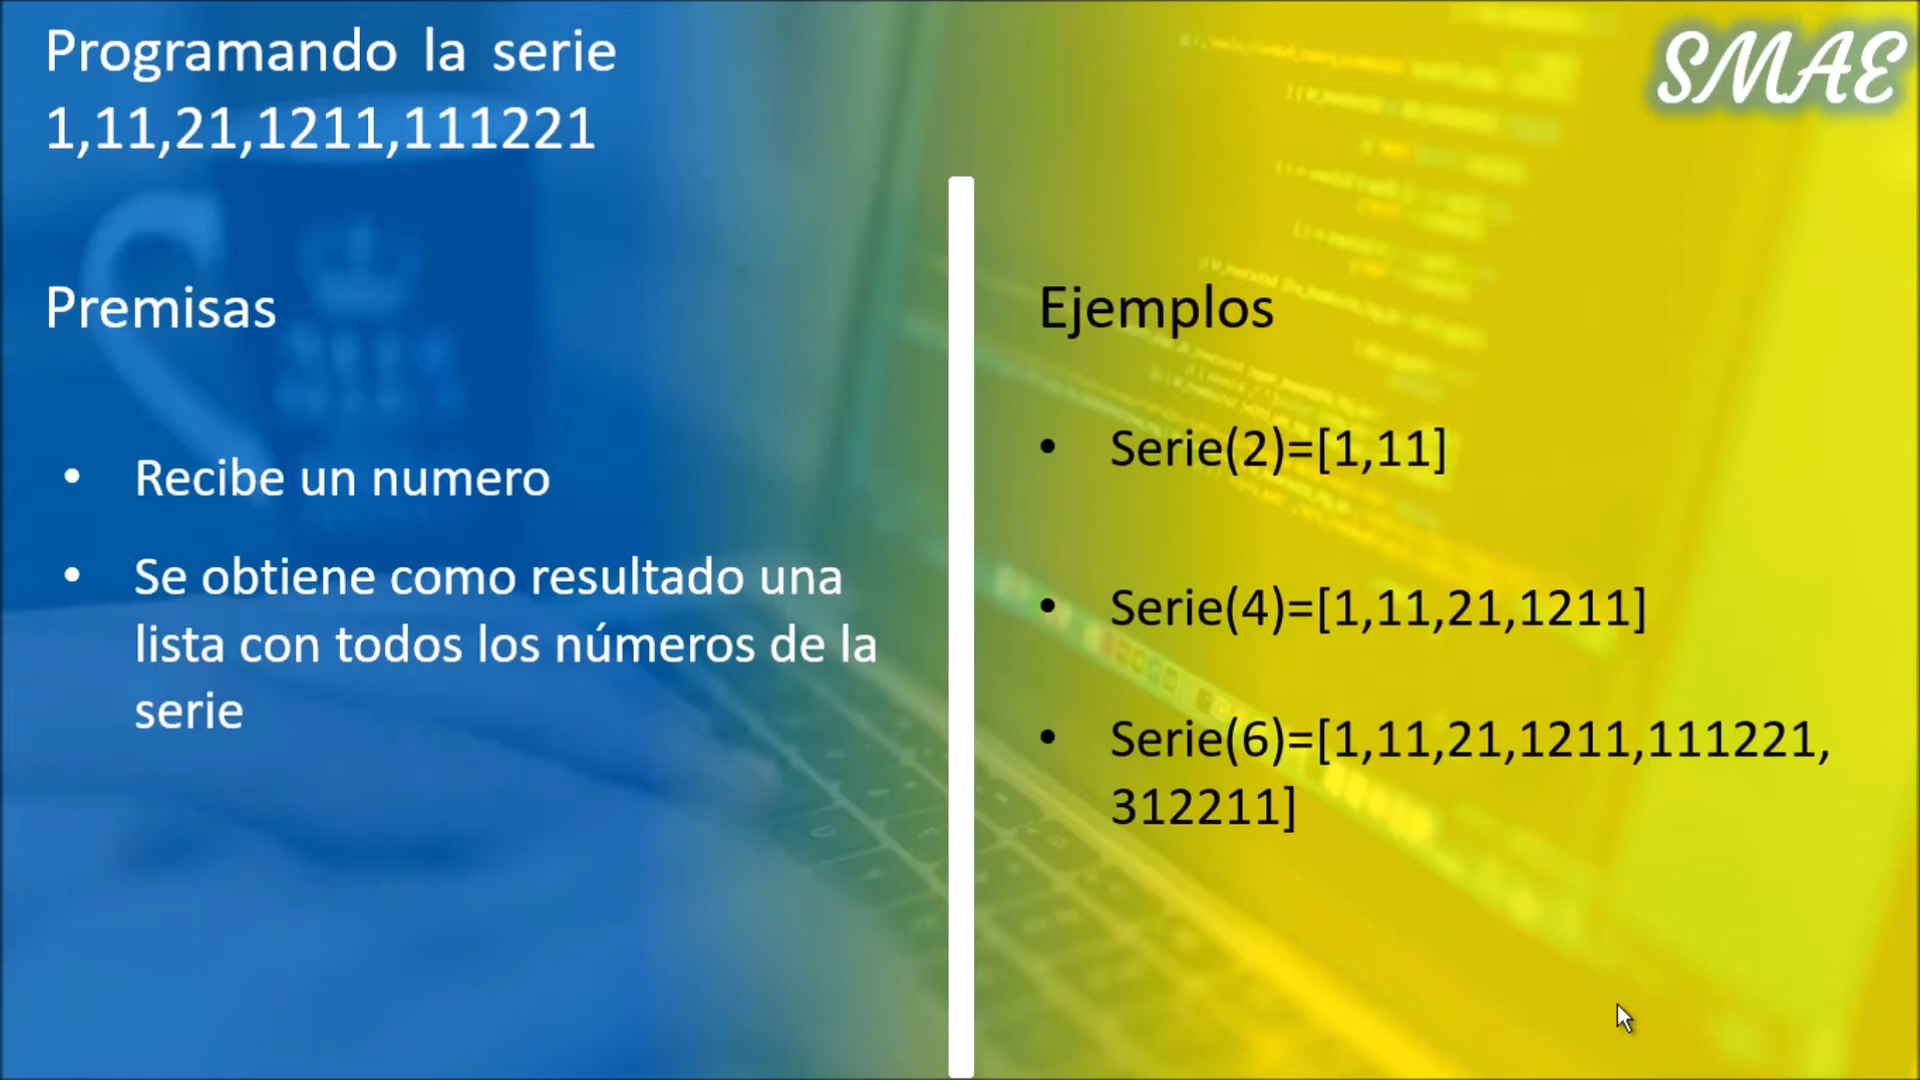 Programando la serie
1,11,21,1211,111221
SMAE
Premisas
• Recibe un numero
• Se obtiene como resultado una
lista con todos los números de la
serie
Ejemplos
• Serie(2)=[1,11]
• Serie(4)=[1,11,21,1211]
• Serie(6)=[1,11,21,1211,111221,
312211]